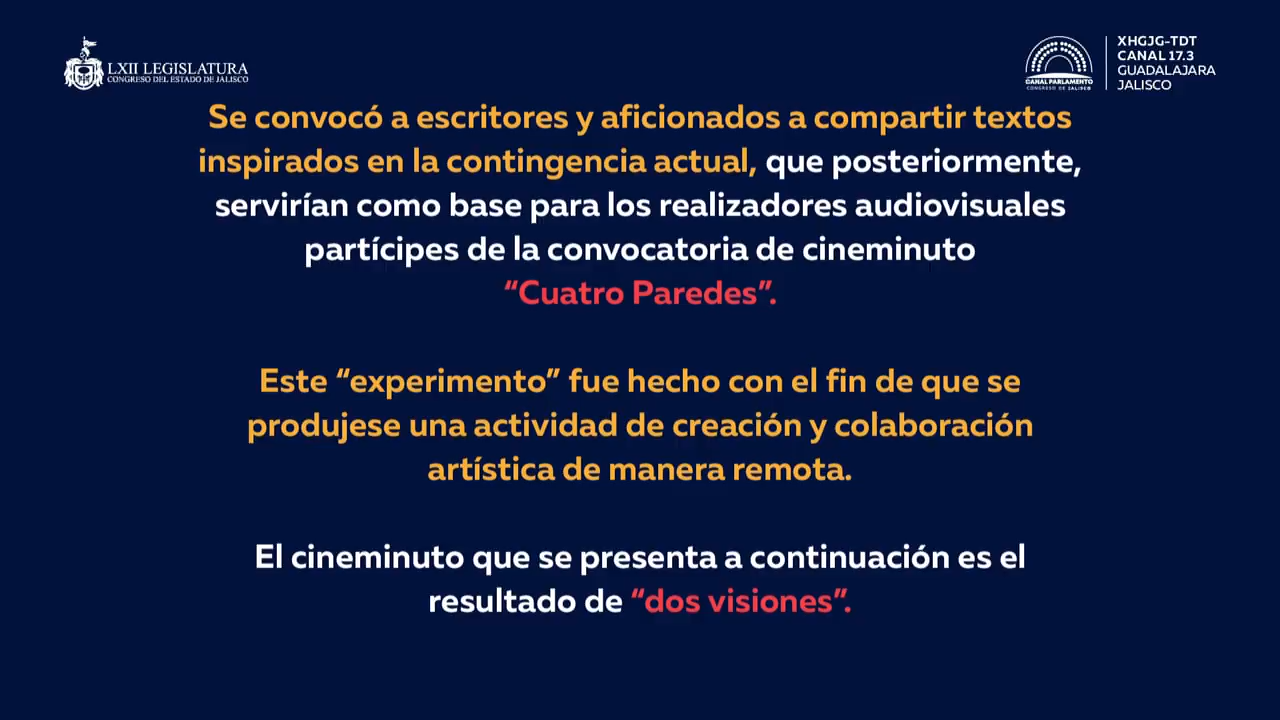 LXII LEGISLATURA
CONGRESO DEL ESTADO DE JALISCO
CANAL PARLAMENTO
CONGRESO DE JALISCO
XHGJG-TDT
CANAL 17.3
GUADALAJARA
JALISCO
Se convocó a escritores y aficionados a compartir textos
inspirados en la contingencia actual, que posteriormente,
servirían como base para los realizadores audiovisuales
partícipes de la convocatoria de cineminuto
“Cuatro Paredes”.
Este “experimento” fue hecho con el fin de que se
produjese una actividad de creación y colaboración
artística de manera remota.
El cineminuto que se presenta a continuación es el
resultado de “dos visiones”.